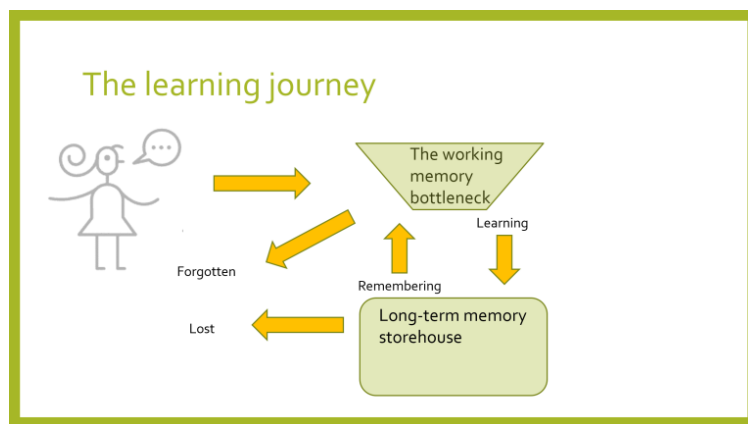 The learning journey
The working
memory
bottleneck
Learning
Forgotten
Remembering
Lost
Long-term memory
storehouse